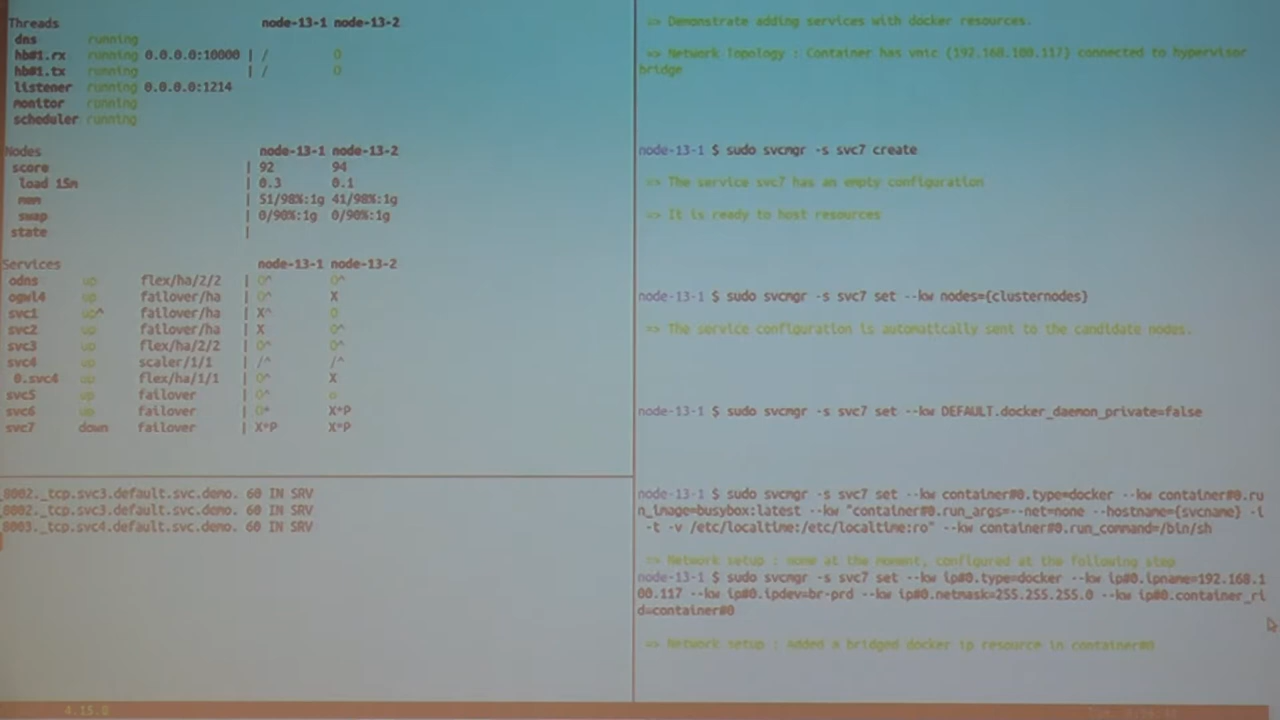 Threads node-13-1 node-13-2
dns running
hb#1.rx running 0.0.0.0:10000 | / O
hb#1.tx running | / O
listener running 0.0.0.0:1214
monitor running
scheduler running
Nodes node-13-1 node-13-2
score | 92 94
load 15m | 0.3 0.1
mem | 51/98%:1g 41/98%:1g
swap | 0/90%:1g 0/90%:1g
state |
Services node-13-1 node-13-2
odns up flex/ha/2/2 | O^ O^
ogwl4 up failover/ha | O^ X
svc1 up^ failover/ha | X^ O
svc2 up failover/ha | X O^
svc3 up flex/ha/2/2 | O^ O^
svc4 up scaler/1/1 | /^ /^
0.svc4 up flex/ha/1/1 | O^ X
svc5 up failover | O^ o
svc6 up failover | O* X*P
svc7 down failover | X*P X*P
_8002._tcp.svc3.default.svc.demo. 60 IN SRV
_8002._tcp.svc3.default.svc.demo. 60 IN SRV
_8003._tcp.svc4.default.svc.demo. 60 IN SRV
=> Demonstrate adding services with docker resources.
=> Network Topology : Container has vnic (192.168.100.117) connected to hypervisor
bridge
node-13-1 $ sudo svcmgr -s svc7 create
=> The service svc7 has an empty configuration
=> It is ready to host resources
node-13-1 $ sudo svcmgr -s svc7 set --kw nodes={clusternodes}
=> The service configuration is automatically sent to the candidate nodes.
node-13-1 $ sudo svcmgr -s svc7 set --kw DEFAULT.docker_daemon_private=false
node-13-1 $ sudo svcmgr -s svc7 set --kw container#0.type=docker --kw container#0.ru
n_image=busybox:latest --kw "container#0.run_args=--net=none --hostname={svcname} -i
-t -v /etc/localtime:/etc/localtime:ro" --kw container#0.run_command=/bin/sh
=> Network setup : none at the moment, configured at the following step
node-13-1 $ sudo svcmgr -s svc7 set --kw ip#0.type=docker --kw ip#0.ipname=192.168.1
00.117 --kw ip#0.ipdev=br-prd --kw ip#0.netmask=255.255.255.0 --kw ip#0.container_ri
d=container#0
=> Network setup : Added a bridged docker ip resource in container#0
4.15.0